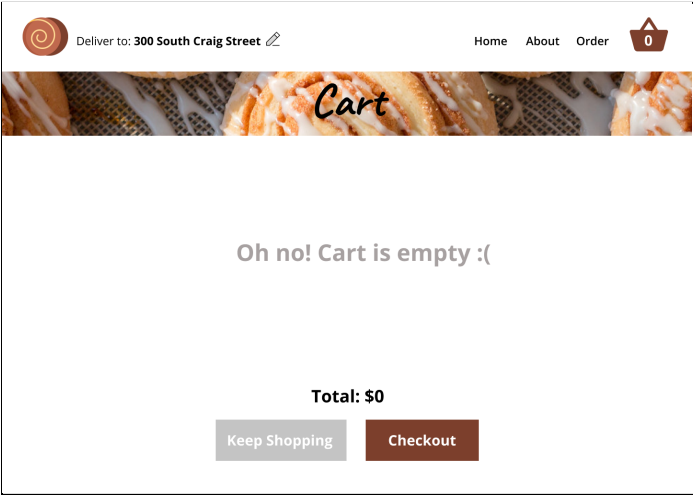 Deliver to: 300 South Craig Street
Home About Order 0
Cart
Oh no! Cart is empty :(
Total: $0
Keep Shopping Checkout